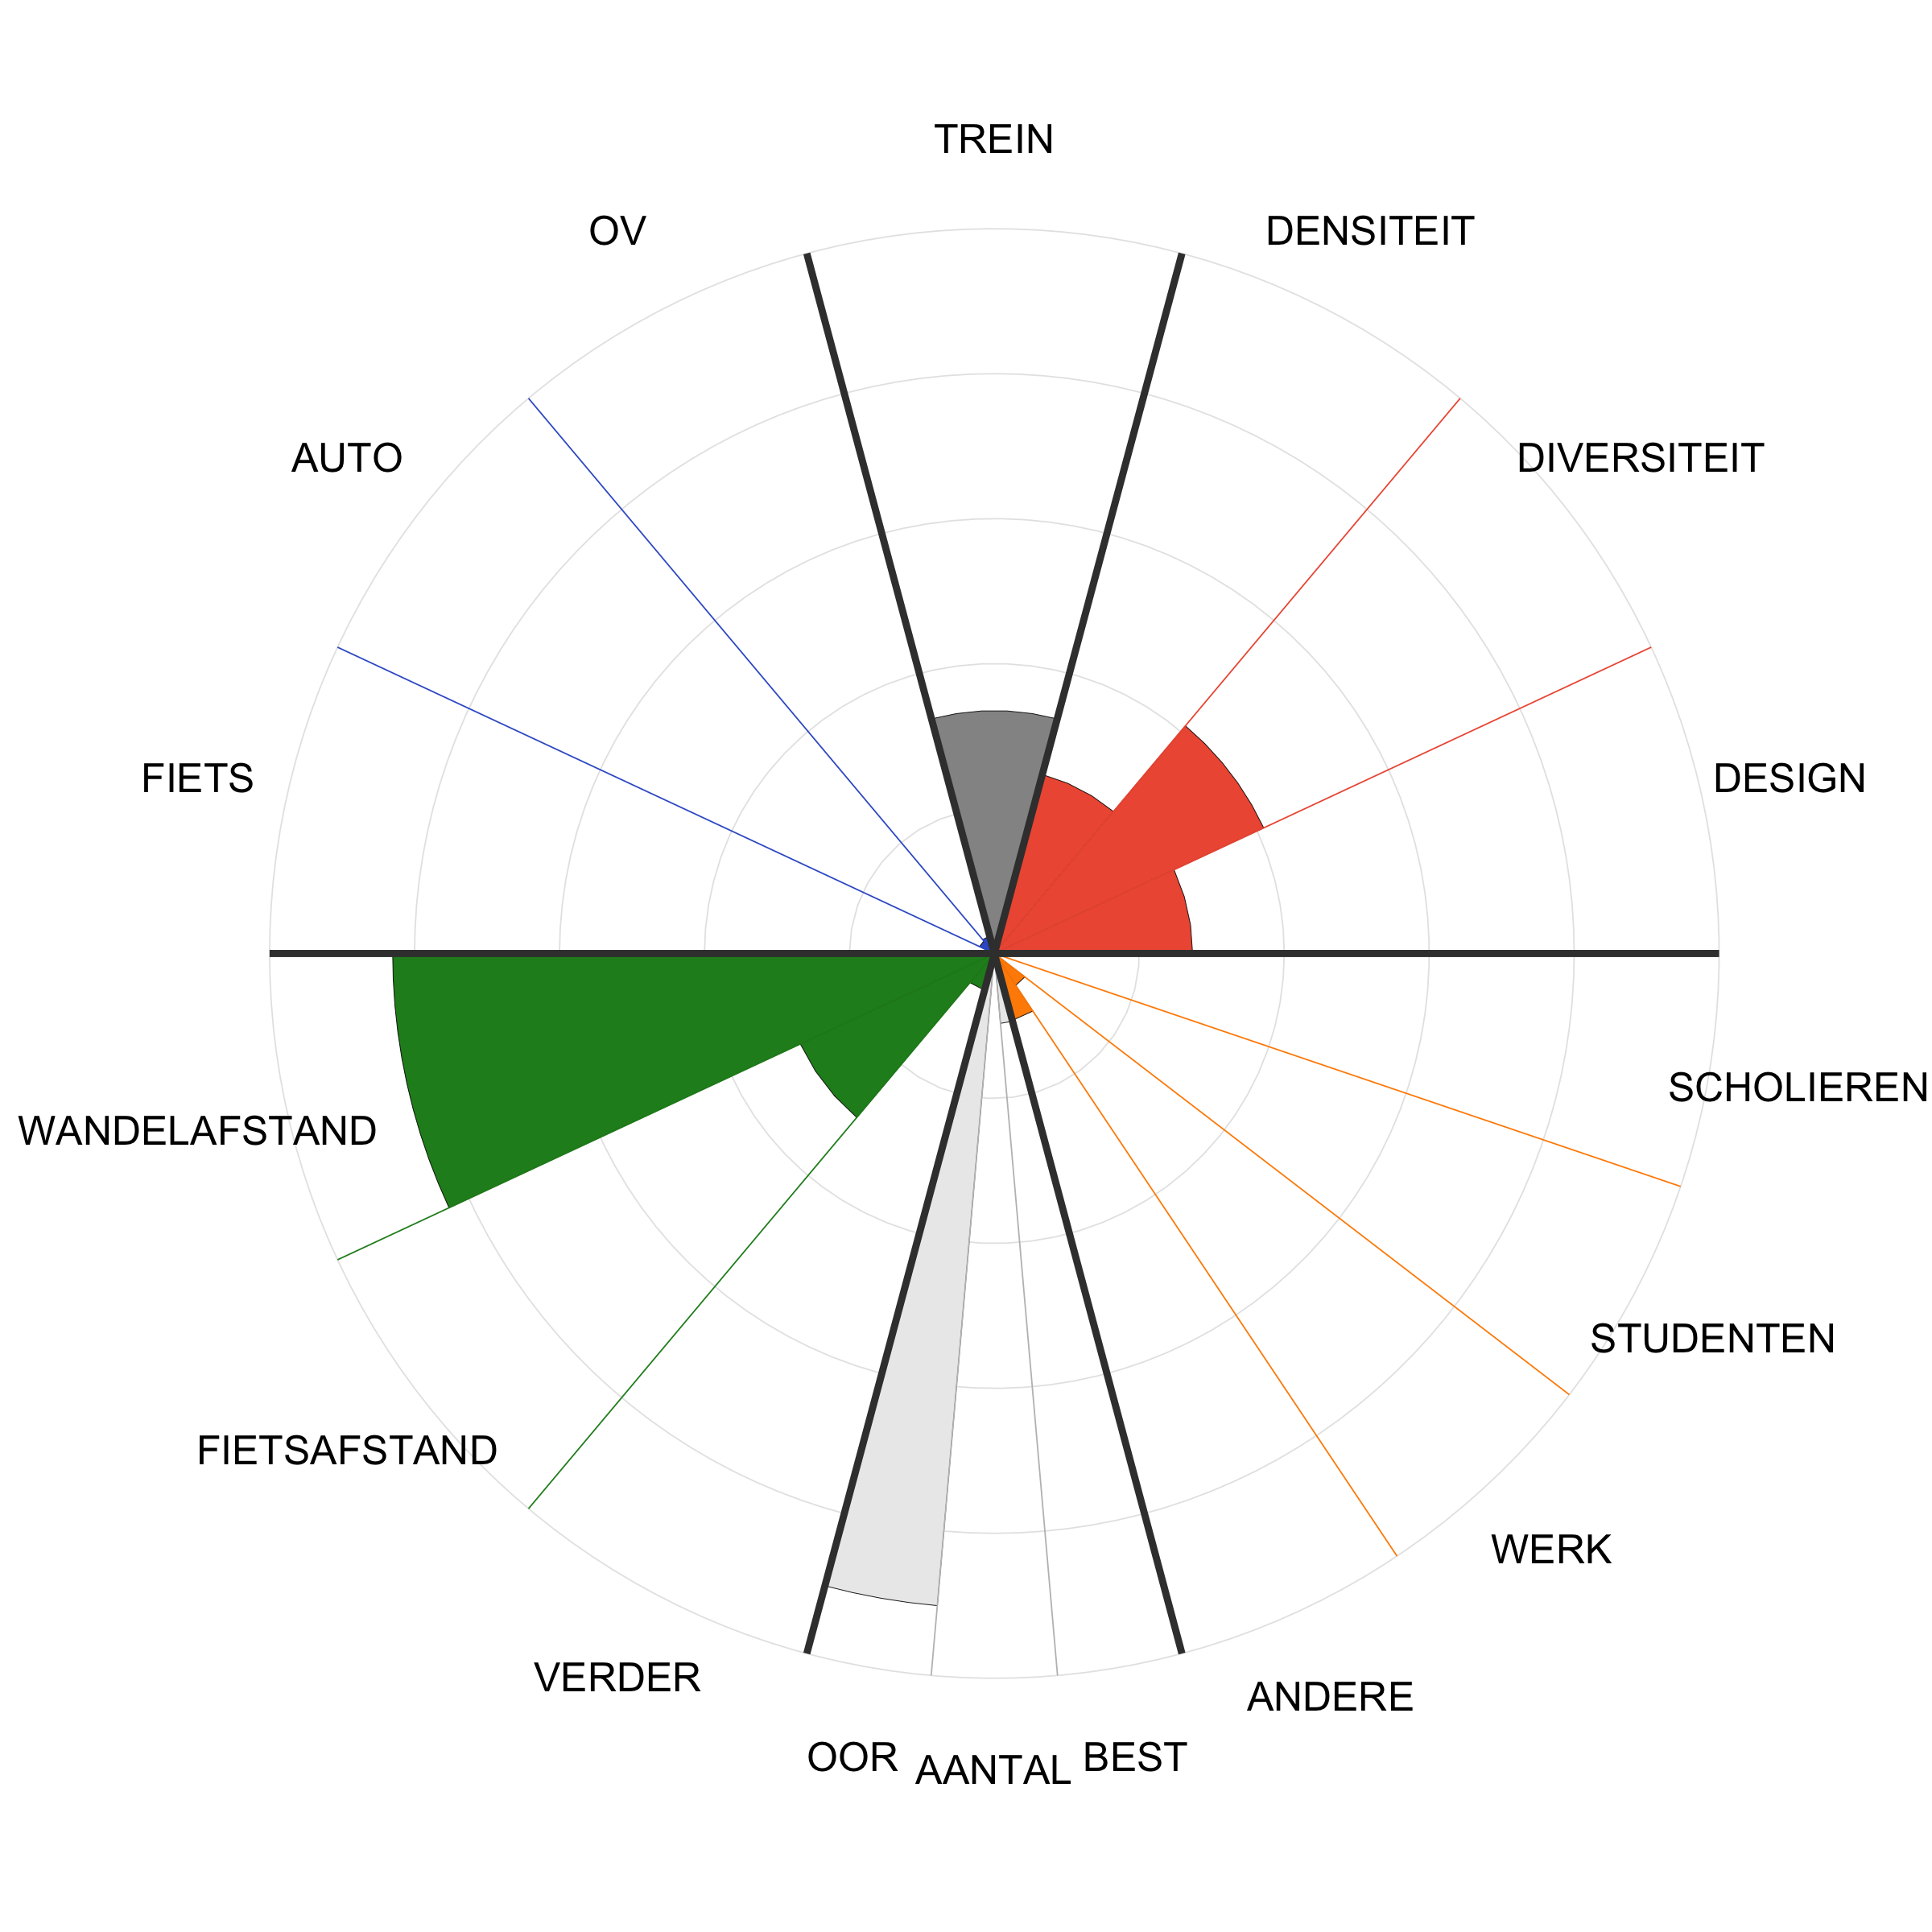 TREIN
OV
DENSITEIT
AUTO
DIVERSITEIT
FIETS
DESIGN
SCHOLIEREN
WANDELAFSTAND
STUDENTEN
FIETSAFSTAND
WERK
VERDER
ANDERE
OOR
AANTAL
BEST